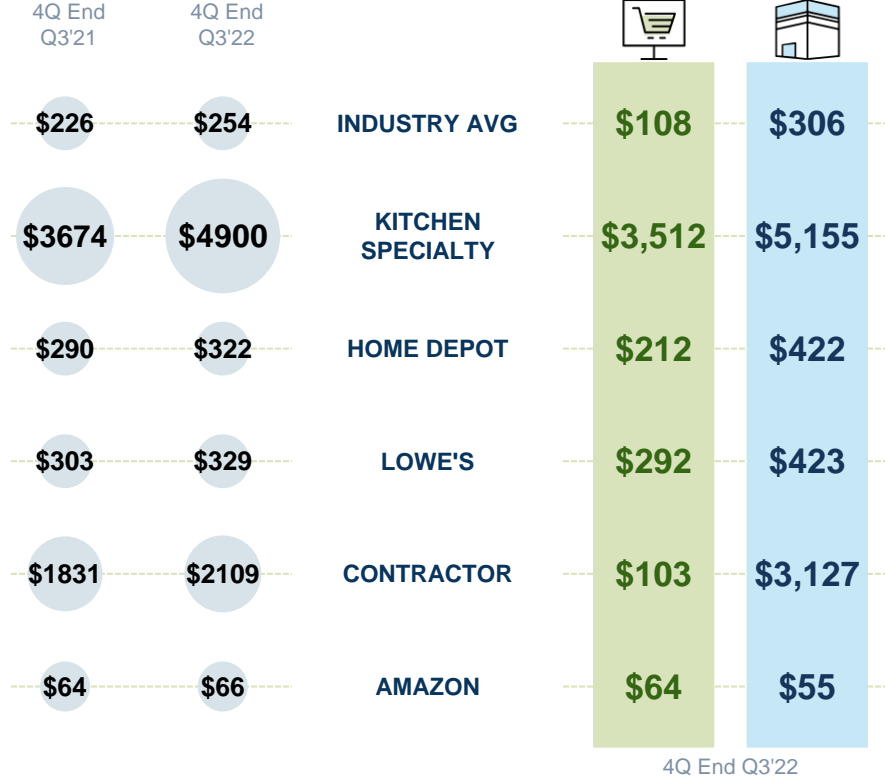 4Q End 4Q End
Q3'21 Q3'22
$226 $254 INDUSTRY AVG $108 $306
$3674 $4900 KITCHEN SPECIALTY $3,512 $5,155
$290 $322 HOME DEPOT $212 $422
$303 $329 LOWE'S $292 $423
$1831 $2109 CONTRACTOR $103 $3,127
$64 $66 AMAZON $64 $55
4Q End Q3'22